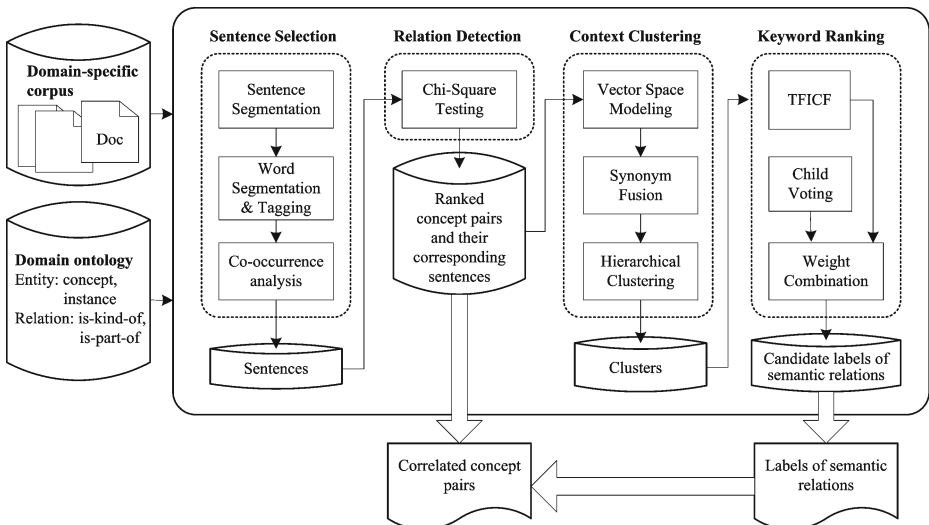 Sentence Selection
Relation Detection
Context Clustering
Keyword Ranking
Domain-specific
corpus
Doc
Domain ontology
Entity: concept,
instance
Relation: is-kind-of,
is-part-of
Sentence
Segmentation
Word
Segmentation
& Tagging
Co-occurrence
analysis
Sentences
Chi-Square
Testing
Ranked
concept pairs
and their
corresponding
sentences
Vector Space
Modeling
Synonym
Fusion
Hierarchical
Clustering
Clusters
TFICF
Child
Voting
Weight
Combination
Candidate labels of
semantic relations
Correlated concept
pairs
Labels of semantic
relations